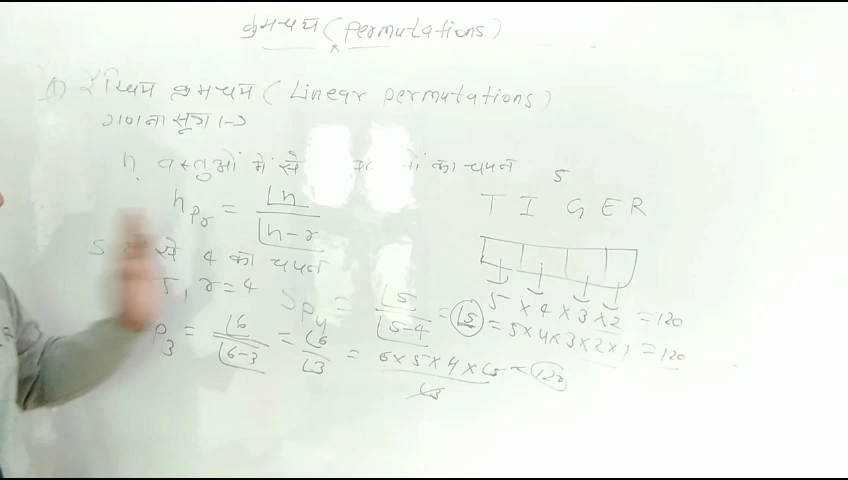 क्रमचय (Permutations)
① रैखिक क्रमचय (Linear permutations)
गणना सूत्र 1→
n वस्तुओं में से का चयन
nPr = ⌊n / ⌊n-r
5 से 4 का चयन
5, r=4
5P4 = ⌊5 / ⌊5-4 = ⌊5 = 5×4×3×2×1 = 120
P3 = ⌊6 / ⌊6-3 = ⌊6 / ⌊3 = 6×5×4×⌊3 / ⌊3 = 120
5
T I G E R
5 × 4 × 3 × 2 = 120